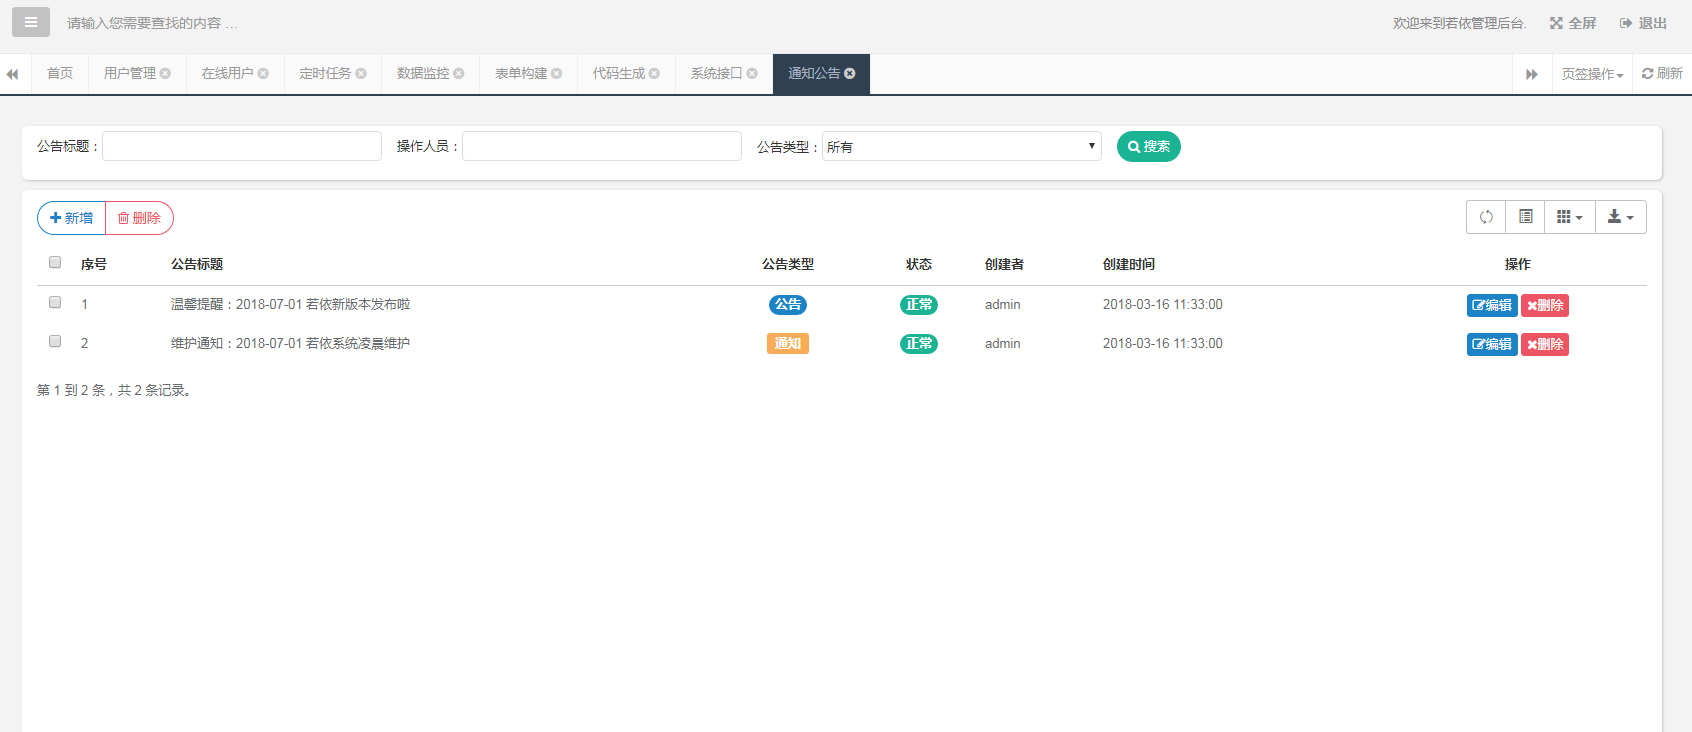 请输入您需要查找的内容 … 欢迎来到若依管理后台. 全屏 退出
首页 用户管理 在线用户 定时任务 数据监控 表单构建 代码生成 系统接口 通知公告 页签操作 刷新
公告标题： 操作人员： 公告类型： 所有 搜索
新增 删除
序号 公告标题 公告类型 状态 创建者 创建时间 操作
1 温馨提醒：2018-07-01 若依新版本发布啦 公告 正常 admin 2018-03-16 11:33:00 编辑 删除
2 维护通知：2018-07-01 若依系统凌晨维护 通知 正常 admin 2018-03-16 11:33:00 编辑 删除
第 1 到 2 条，共 2 条记录。